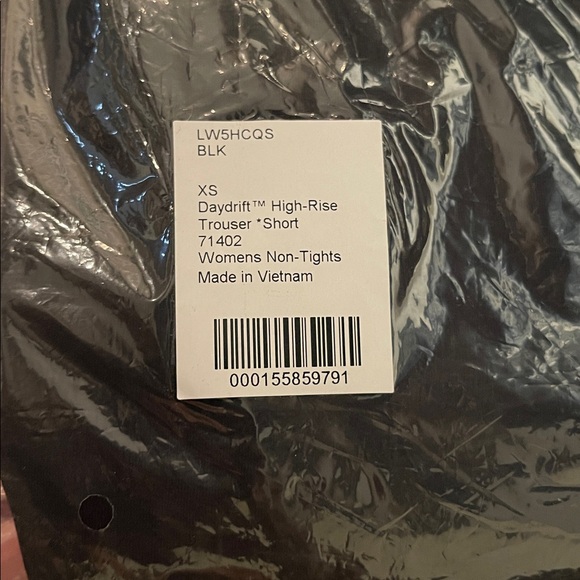 LW5HCQS
BLK
XS
Daydrift™ High-Rise
Trouser *Short
71402
Womens Non-Tights
Made in Vietnam
000155859791